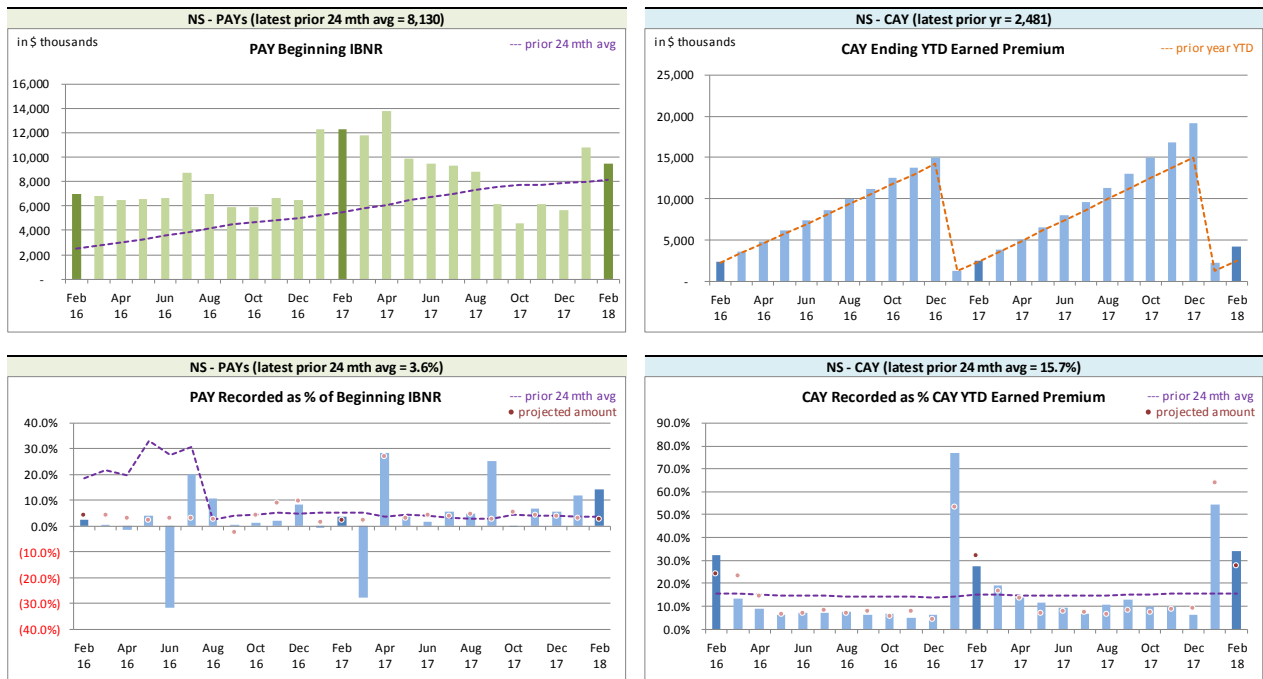 NS - PAYs (latest prior 24 mth avg = 8,130)
in $ thousands
PAY Beginning IBNR
--- prior 24 mth avg
16,000
14,000
12,000
10,000
8,000
6,000
4,000
2,000
-
Feb Apr Jun Aug Oct Dec Feb Apr Jun Aug Oct Dec Feb
16 16 16 16 16 16 17 17 17 17 17 17 18
NS - CAY (latest prior yr = 2,481)
in $ thousands
CAY Ending YTD Earned Premium
--- prior year YTD
25,000
20,000
15,000
10,000
5,000
-
Feb Apr Jun Aug Oct Dec Feb Apr Jun Aug Oct Dec Feb
16 16 16 16 16 16 17 17 17 17 17 17 18
NS - PAYs (latest prior 24 mth avg = 3.6%)
PAY Recorded as % of Beginning IBNR
--- prior 24 mth avg
• projected amount
40.0%
30.0%
20.0%
10.0%
0.0%
(10.0%)
(20.0%)
(30.0%)
(40.0%)
Feb Apr Jun Aug Oct Dec Feb Apr Jun Aug Oct Dec Feb
16 16 16 16 16 16 17 17 17 17 17 17 18
NS - CAY (latest prior 24 mth avg = 15.7%)
CAY Recorded as % CAY YTD Earned Premium
--- prior 24 mth avg
• projected amount
90.0%
80.0%
70.0%
60.0%
50.0%
40.0%
30.0%
20.0%
10.0%
0.0%
Feb Apr Jun Aug Oct Dec Feb Apr Jun Aug Oct Dec Feb
16 16 16 16 16 16 17 17 17 17 17 17 18